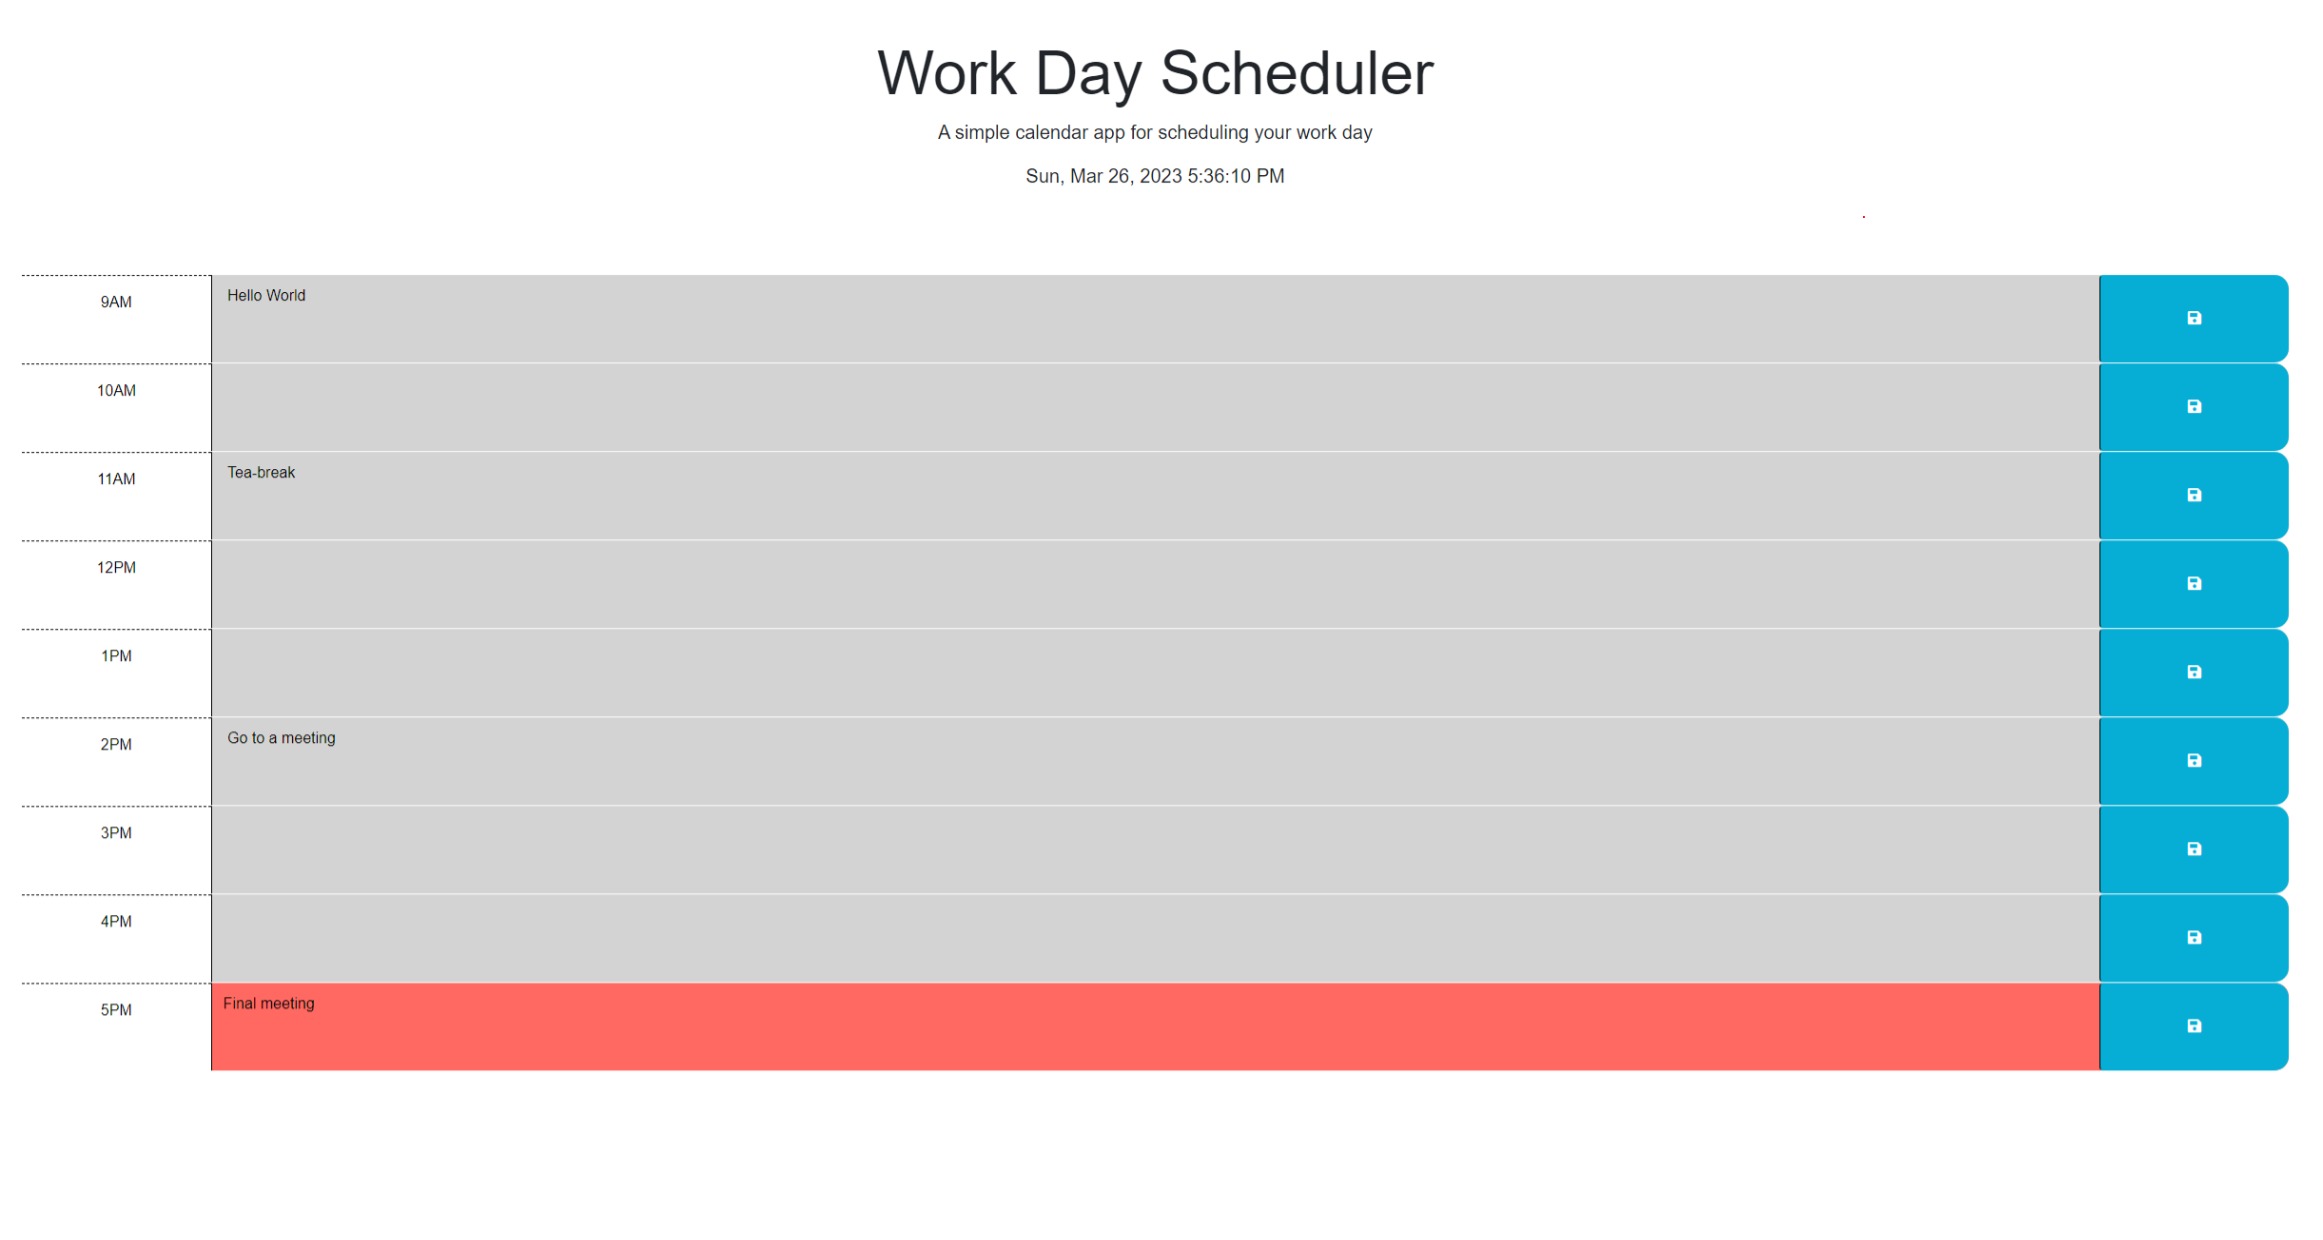 Work Day Scheduler
A simple calendar app for scheduling your work day
Sun, Mar 26, 2023 5:36:10 PM
9AM Hello World
10AM
11AM Tea-break
12PM
1PM
2PM Go to a meeting
3PM
4PM
5PM Final meeting